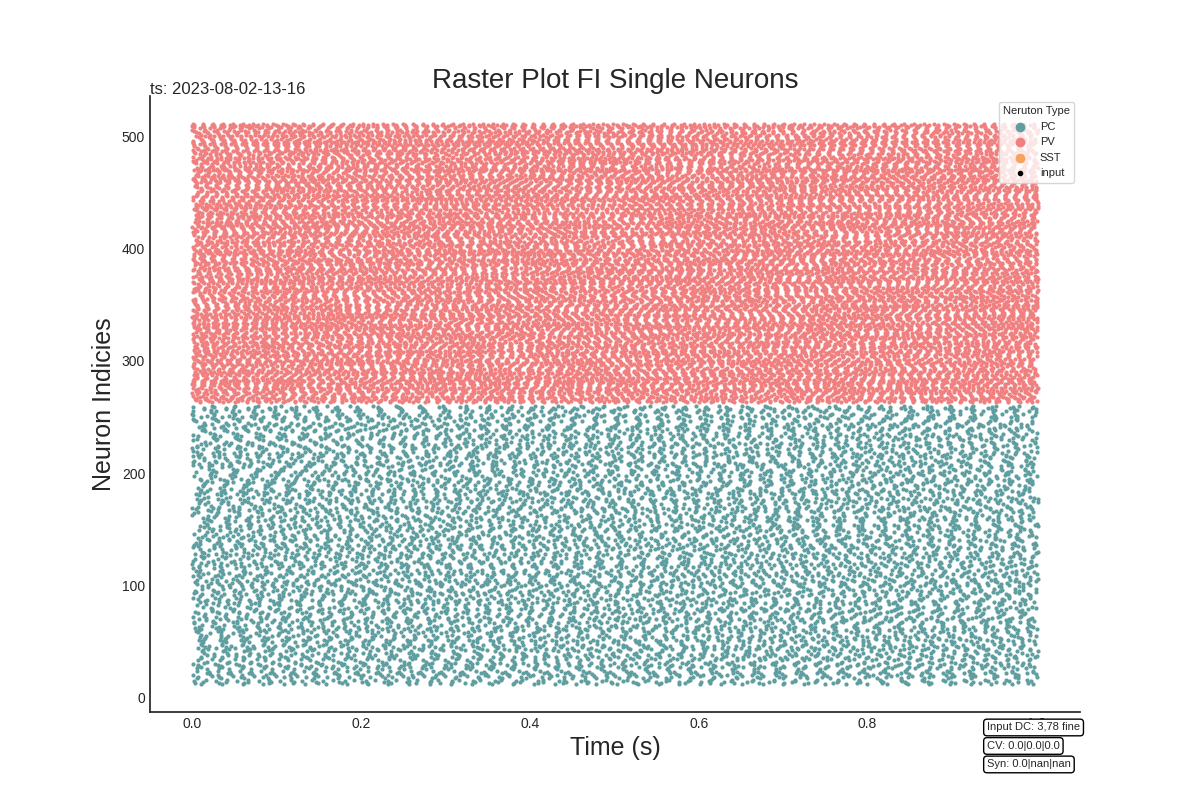 Raster Plot FI Single Neurons
ts: 2023-08-02-13-16
Neruton Type
PC
PV
SST
input
Neuron Indicies
500
400
300
200
100
0
0.0
0.2
0.4
0.6
0.8
Time (s)
Input DC: 3,78 fine
CV: 0.0|0.0|0.0
Syn: 0.0|nan|nan